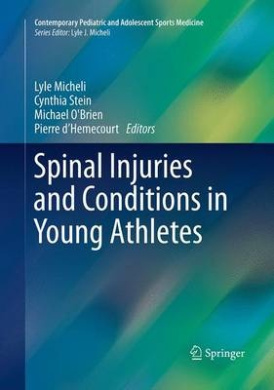 Contemporary Pediatric and Adolescent Sports Medicine
Series Editor: Lyle J. Micheli
Lyle Micheli
Cynthia Stein
Michael O'Brien
Pierre d'Hemecourt Editors
Spinal Injuries
and Conditions in
Young Athletes
Springer